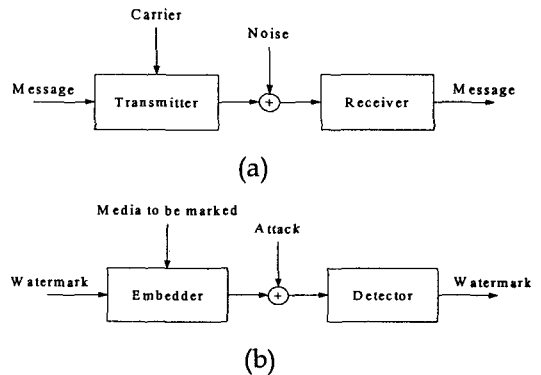 Carrier
Noise
Message
Transmitter
+
Receiver
Message
(a)
Media to be marked
Attack
Watermark
Embedder
+
Detector
Watermark
(b)